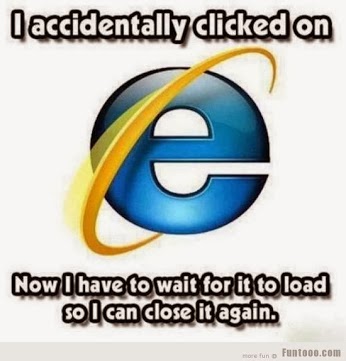 I accidentally clicked on
e
Now I have to wait for it to load
so I can close it again.
more fun @ Funtooo.com